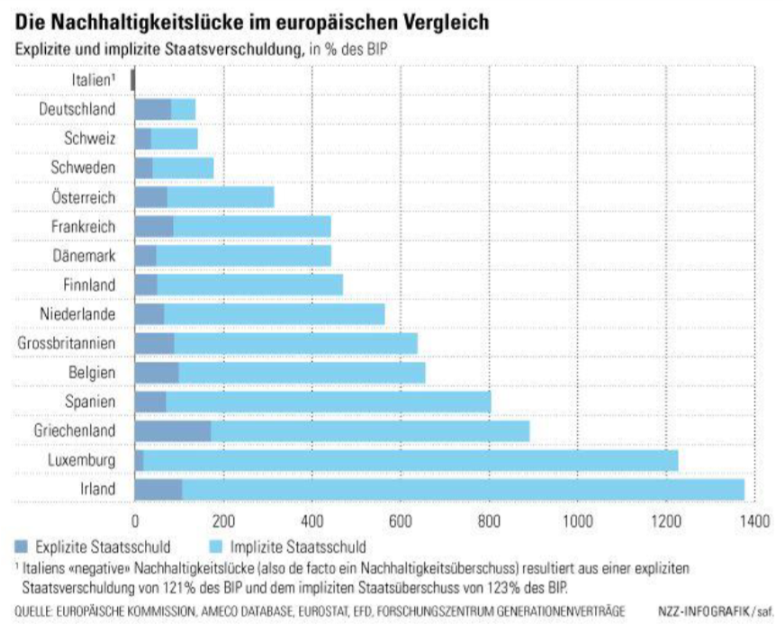 Die Nachhaltigkeitslücke im europäischen Vergleich
Explizite und implizite Staatsverschuldung, in % des BIP
Italien¹
Deutschland
Schweiz
Schweden
Österreich
Frankreich
Dänemark
Finnland
Niederlande
Grossbritannien
Belgien
Spanien
Griechenland
Luxemburg
Irland
0 200 400 600 800 1000 1200 1400
Explizite Staatsschuld Implizite Staatsschuld
¹ Italiens «negative» Nachhaltigkeitslücke (also de facto ein Nachhaltigkeitsüberschuss) resultiert aus einer expliziten
Staatsverschuldung von 121% des BIP und dem impliziten Staatsüberschuss von 123% des BIP.
QUELLE: EUROPÄISCHE KOMMISSION, AMECO DATABASE, EUROSTAT, EFD, FORSCHUNGSZENTRUM GENERATIONENVERTRÄGE NZZ-INFOGRAFIK/saf.